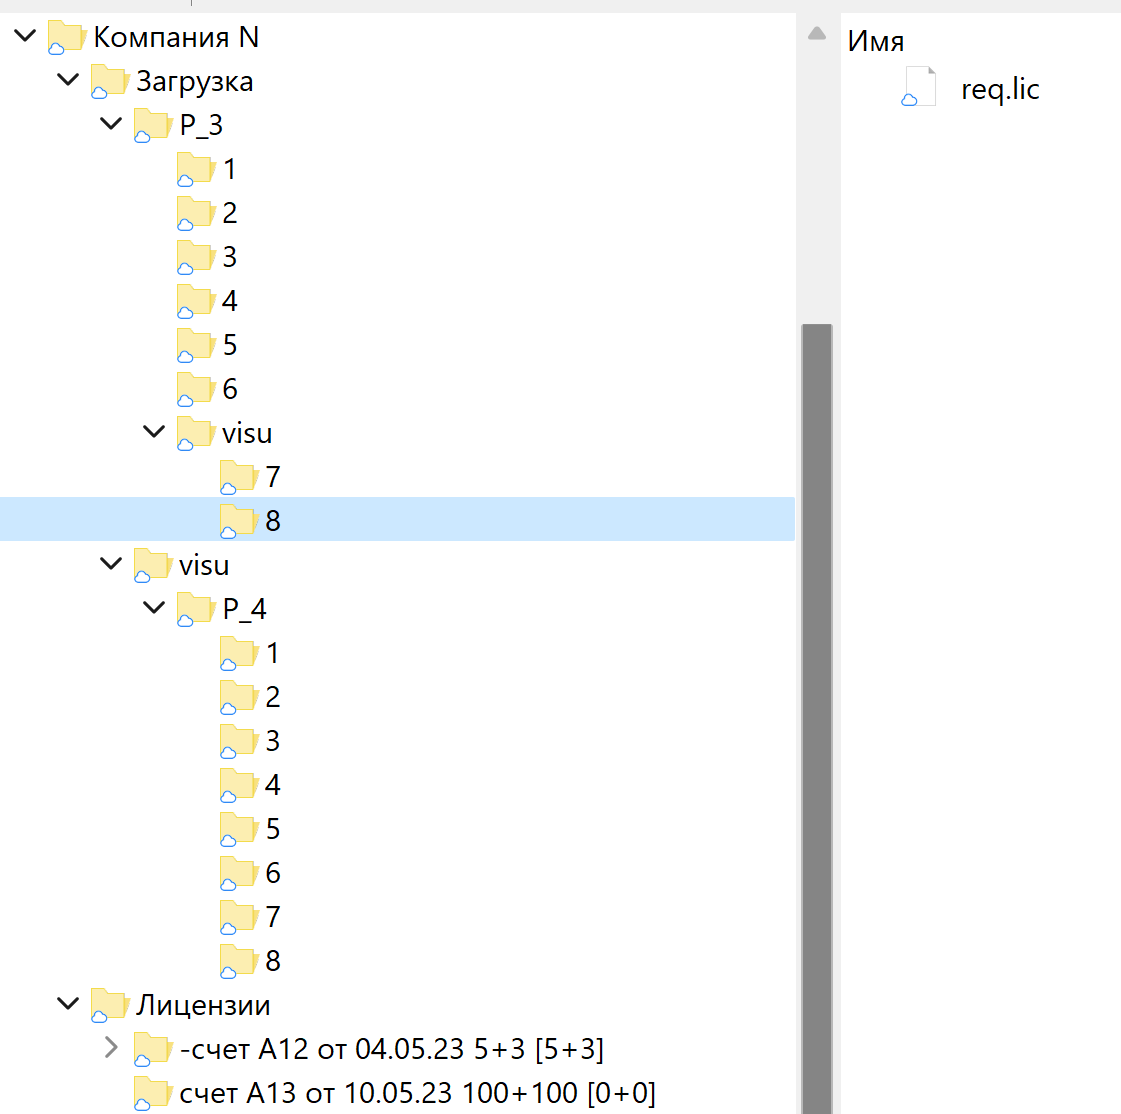 Компания N
Загрузка
P_3
1
2
3
4
5
6
visu
7
8
visu
P_4
1
2
3
4
5
6
7
8
Лицензии
-счет А12 от 04.05.23 5+3 [5+3]
счет А13 от 10.05.23 100+100 [0+0]
Имя
req.lic